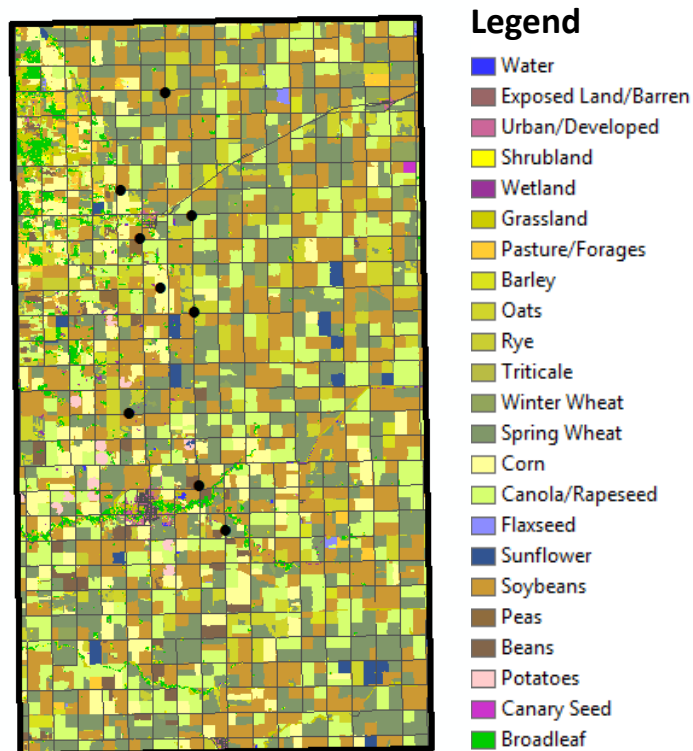 Legend
Water
Exposed Land/Barren
Urban/Developed
Shrubland
Wetland
Grassland
Pasture/Forages
Barley
Oats
Rye
Triticale
Winter Wheat
Spring Wheat
Corn
Canola/Rapeseed
Flaxseed
Sunflower
Soybeans
Peas
Beans
Potatoes
Canary Seed
Broadleaf